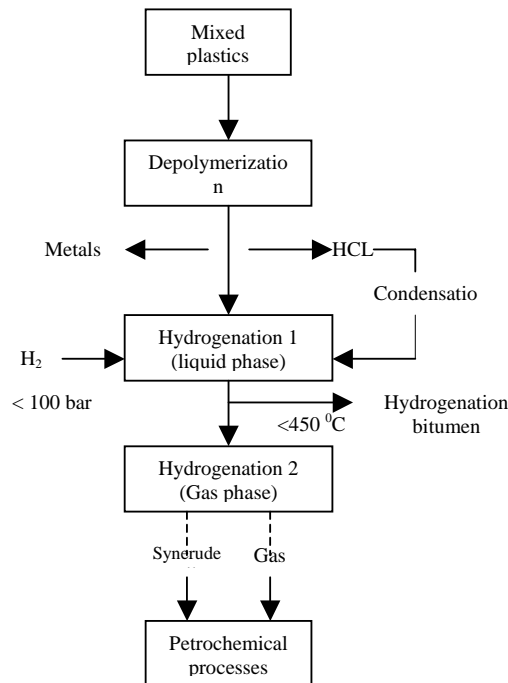 Mixed
plastics
Depolymerizatio
n
Metals
HCL
Condensatio
Hydrogenation 1
(liquid phase)
H₂
< 100 bar
<450 ⁰C
Hydrogenation
bitumen
Hydrogenation 2
(Gas phase)
Syncrude
Gas
Petrochemical
processes